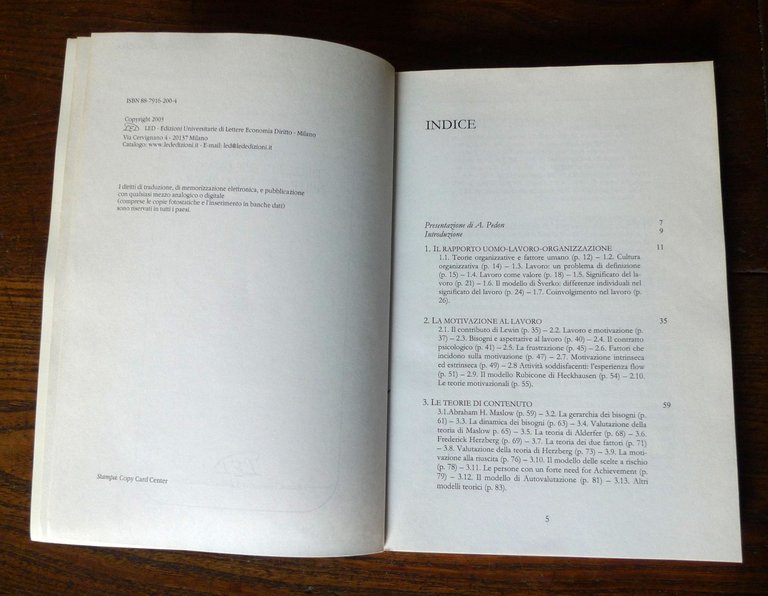 ISBN 88-7916-200-4
Copyright 2003
LED - Edizioni Universitarie di Lettere Economia Diritto - Milano
Via Cervignano 4 - 20137 Milano
Catalogo: www.lededizioni.it - E-mail: led@lededizioni.it
I diritti di traduzione, di memorizzazione elettronica, e pubblicazione
con qualsiasi mezzo analogico o digitale
(comprese le copie fotostatiche e l'inserimento in banche dati)
sono riservati in tutti i paesi.
Stampa: Copy Card Center
INDICE
Presentazione di A. Pedon 7
Introduzione 9
1. IL RAPPORTO UOMO-LAVORO-ORGANIZZAZIONE 11
1.1. Teorie organizzative e fattore umano (p. 12) – 1.2. Cultura
organizzativa (p. 14) – 1.3. Lavoro: un problema di definizione
(p. 15) – 1.4. Lavoro come valore (p. 18) – 1.5. Significato del la-
voro (p. 21) – 1.6. Il modello di Šverko: differenze individuali nel
significato del lavoro (p. 24) – 1.7. Coinvolgimento nel lavoro (p.
26).
2. LA MOTIVAZIONE AL LAVORO 35
2.1. Il contributo di Lewin (p. 35) – 2.2. Lavoro e motivazione (p.
37) – 2.3. Bisogni e aspettative al lavoro (p. 40) – 2.4. Il contratto
psicologico (p. 41) – 2.5. La frustrazione (p. 45) – 2.6. Fattori che
incidono sulla motivazione (p. 47) – 2.7. Motivazione intrinseca
ed estrinseca (p. 49) – 2.8 Attività soddisfacenti: l'esperienza flow
(p. 51) – 2.9. Il modello Rubicone di Heckhausen (p. 54) – 2.10.
Le teorie motivazionali (p. 55).
3. LE TEORIE DI CONTENUTO 59
3.1.Abraham H. Maslow (p. 59) – 3.2. La gerarchia dei bisogni (p.
61) – 3.3. La dinamica dei bisogni (p. 63) – 3.4. Valutazione della
teoria di Maslow p. 65) – 3.5. La teoria di Alderfer (p. 68) – 3.6.
Frederick Herzberg (p. 69) – 3.7. La teoria dei due fattori (p. 71)
– 3.8. Valutazione della teoria di Herzberg (p. 73) – 3.9. La moti-
vazione alla riuscita (p. 76) – 3.10. Il modello delle scelte a rischio
(p. 78) – 3.11. Le persone con un forte need for Achievement (p.
79) – 3.12. Il modello di Autovalutazione (p. 81) – 3.13. Altri
modelli teorici (p. 83).
5